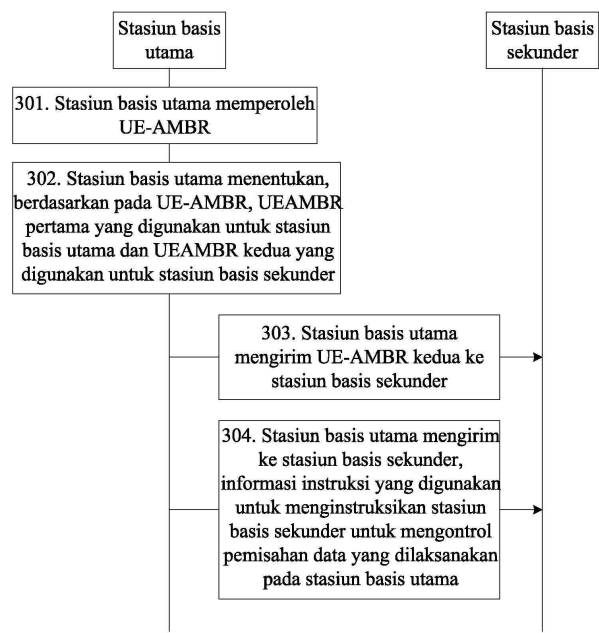 Stasiun basis
utama
Stasiun basis
sekunder
301. Stasiun basis utama memperoleh
UE-AMBR
302. Stasiun basis utama menentukan,
berdasarkan pada UE-AMBR, UEAMBR
pertama yang digunakan untuk stasiun
basis utama dan UEAMBR kedua yang
digunakan untuk stasiun basis sekunder
303. Stasiun basis utama
mengirim UE-AMBR kedua ke
stasiun basis sekunder
304. Stasiun basis utama mengirim
ke stasiun basis sekunder,
informasi instruksi yang digunakan
untuk menginstruksikan stasiun
basis sekunder untuk mengontrol
pemisahan data yang dilaksanakan
pada stasiun basis utama